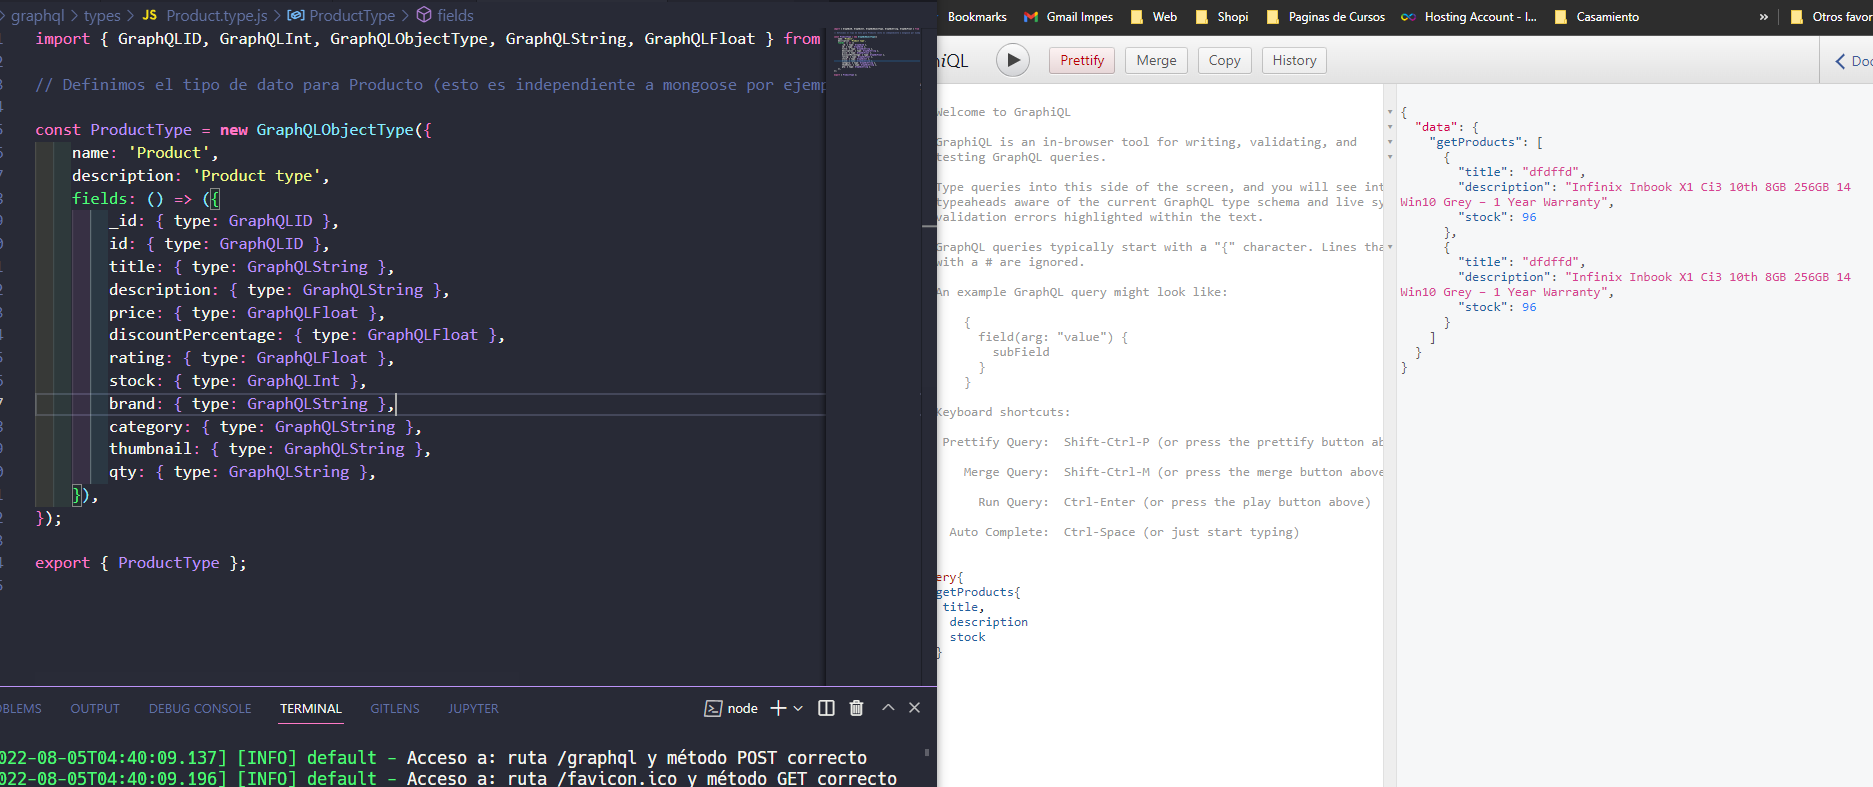 graphql > types > JS Product.type.js > ProductType > fields
import { GraphQLID, GraphQLInt, GraphQLObjectType, GraphQLString, GraphQLFloat } from
// Definimos el tipo de dato para Producto (esto es independiente a mongoose por ejemp
const ProductType = new GraphQLObjectType({
name: 'Product',
description: 'Product type',
fields: () => ({
_id: { type: GraphQLID },
id: { type: GraphQLID },
title: { type: GraphQLString },
description: { type: GraphQLString },
price: { type: GraphQLFloat },
discountPercentage: { type: GraphQLFloat },
rating: { type: GraphQLFloat },
stock: { type: GraphQLInt },
brand: { type: GraphQLString },
category: { type: GraphQLString },
thumbnail: { type: GraphQLString },
qty: { type: GraphQLString },
}),
});
export { ProductType };
OBLEMS OUTPUT DEBUG CONSOLE TERMINAL GITLENS JUPYTER node
022-08-05T04:40:09.137] [INFO] default - Acceso a: ruta /graphql y método POST correcto
022-08-05T04:40:09.196] [INFO] default - Acceso a: ruta /favicon.ico y método GET correcto
Bookmarks Gmail Impes Web Shopi Paginas de Cursos Hosting Account - I... Casamiento » Otros favor
hiQL Prettify Merge Copy History < Doc
Welcome to GraphiQL
GraphiQL is an in-browser tool for writing, validating, and
testing GraphQL queries.
Type queries into this side of the screen, and you will see int
typeaheads aware of the current GraphQL type schema and live sy
validation errors highlighted within the text.
GraphQL queries typically start with a "{" character. Lines tha
with a # are ignored.
An example GraphQL query might look like:
{
field(arg: "value") {
subField
}
}
Keyboard shortcuts:
Prettify Query: Shift-Ctrl-P (or press the prettify button ab
Merge Query: Shift-Ctrl-M (or press the merge button above
Run Query: Ctrl-Enter (or press the play button above)
Auto Complete: Ctrl-Space (or just start typing)
ery{
getProducts{
title,
description
stock
}
{
"data": {
"getProducts": [
{
"title": "dfdffd",
"description": "Infinix Inbook X1 Ci3 10th 8GB 256GB 14
Win10 Grey – 1 Year Warranty",
"stock": 96
},
{
"title": "dfdffd",
"description": "Infinix Inbook X1 Ci3 10th 8GB 256GB 14
Win10 Grey – 1 Year Warranty",
"stock": 96
}
]
}
}